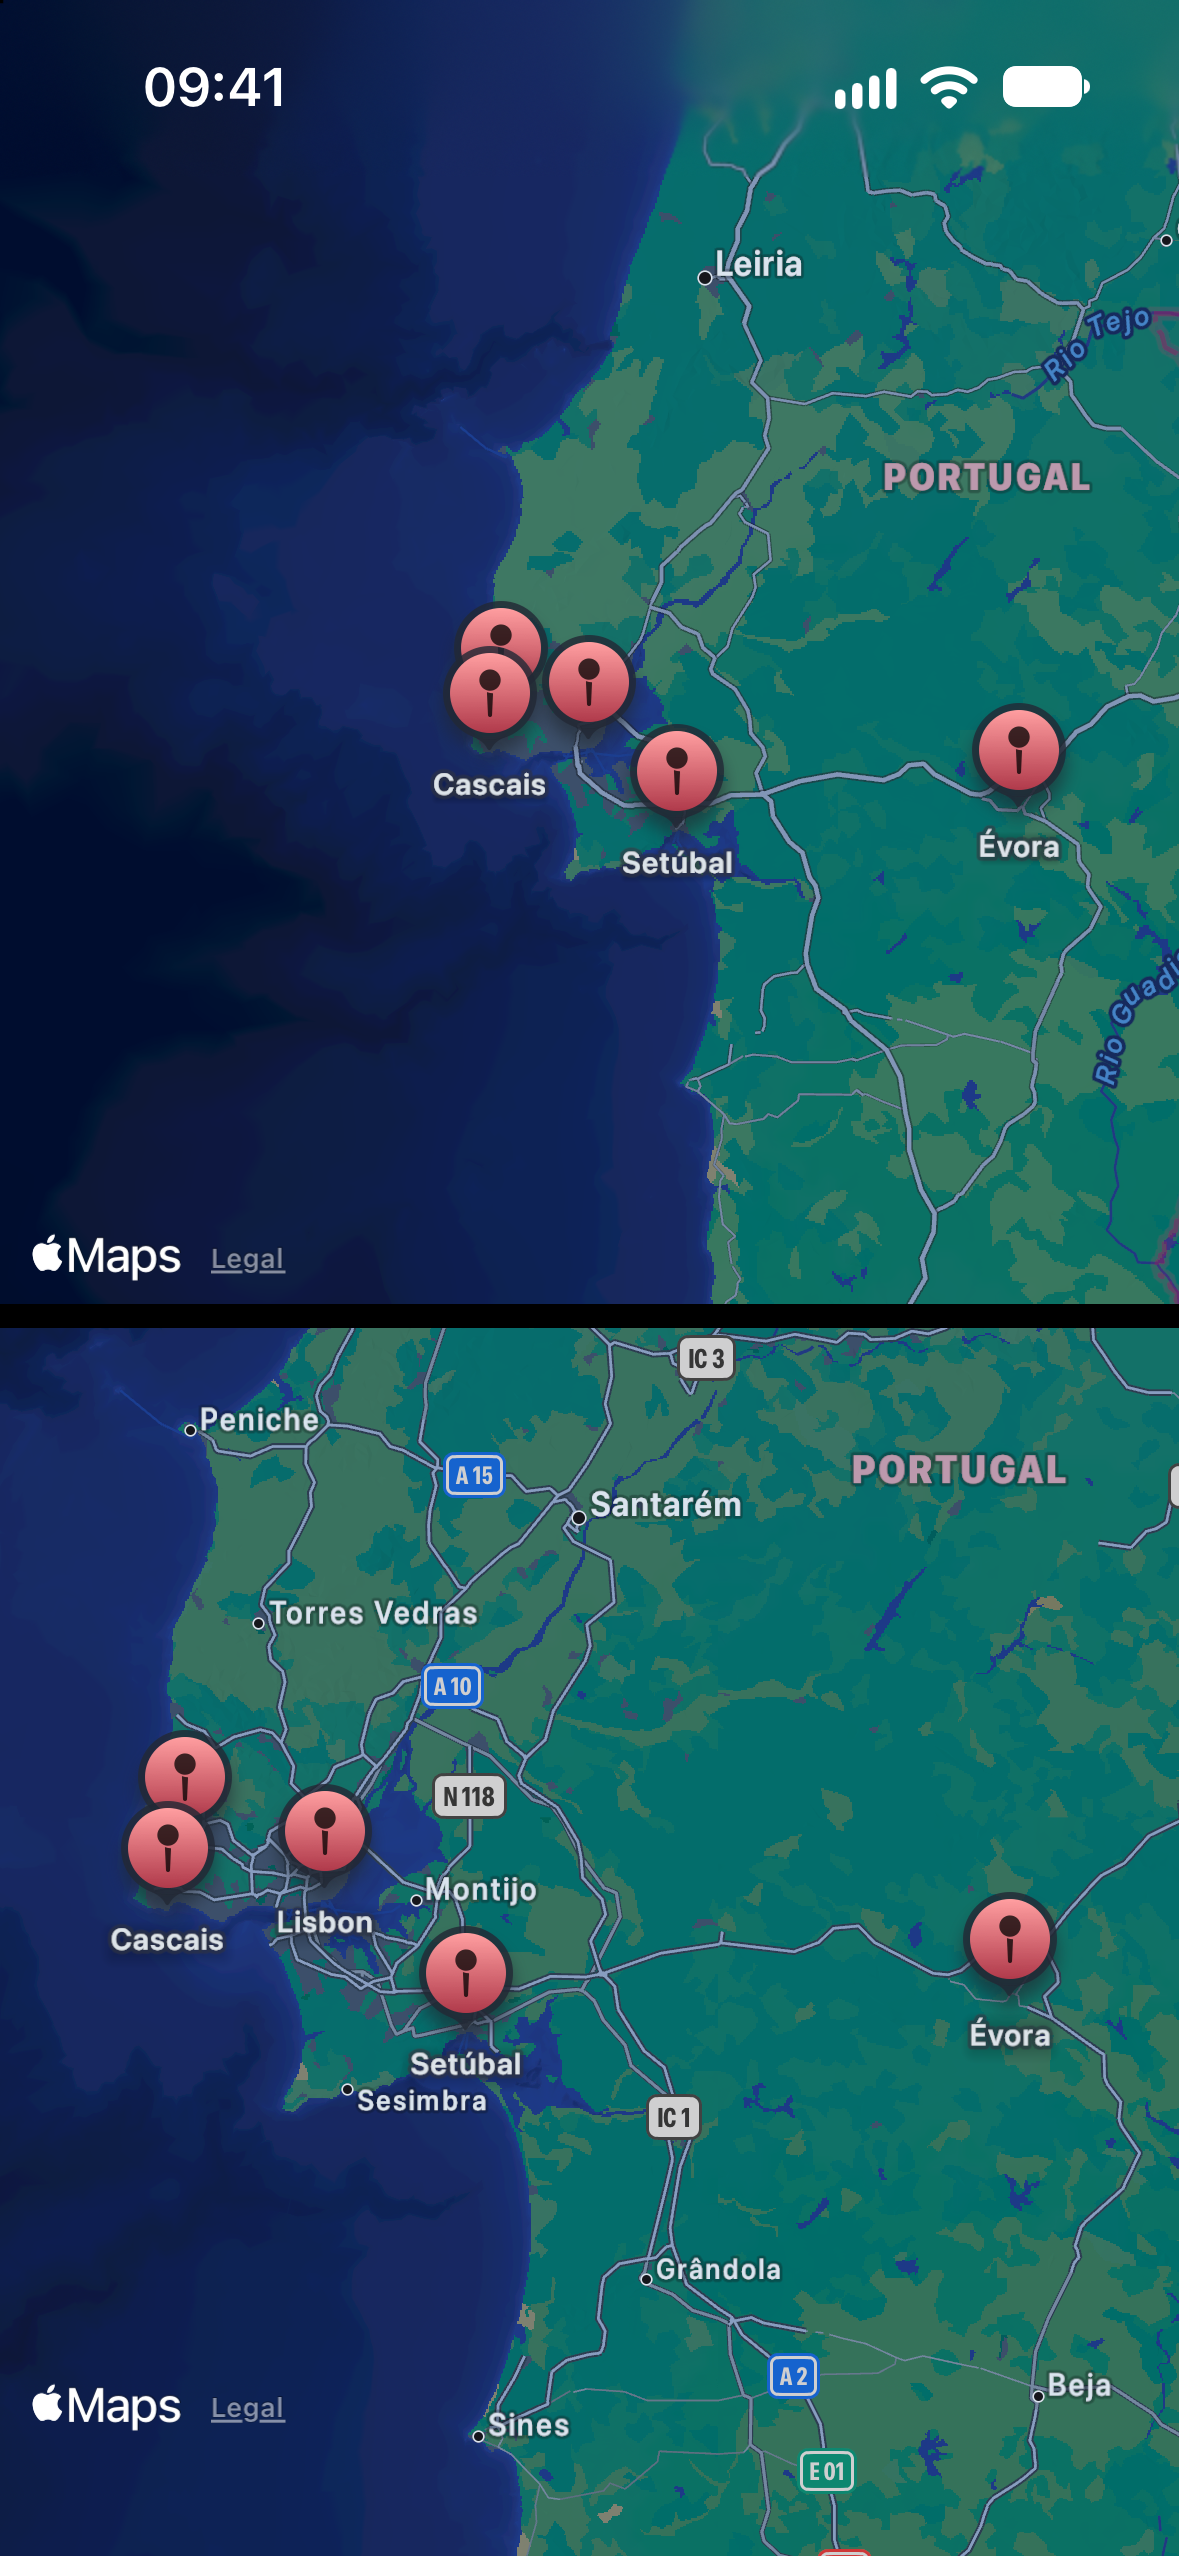 09:41
Leiria
Rio Tejo
PORTUGAL
Cascais
Setúbal
Évora
Rio
Maps Legal
IC 3
Peniche
PORTUGAL
A 15
Santarém
Torres Vedras
A 10
N 118
Montijo
Lisbon
Cascais
Évora
Setúbal
Sesimbra
IC 1
Grândola
A 2
Beja
Maps Legal
Sines
E 01